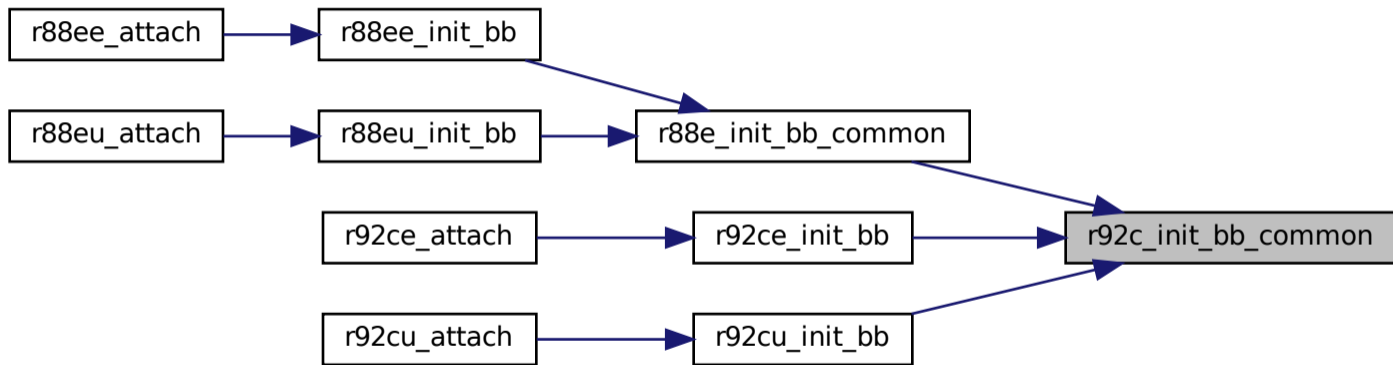 r88ee_attach
r88ee_init_bb
r88eu_attach
r88eu_init_bb
r88e_init_bb_common
r92ce_attach
r92ce_init_bb
r92c_init_bb_common
r92cu_attach
r92cu_init_bb